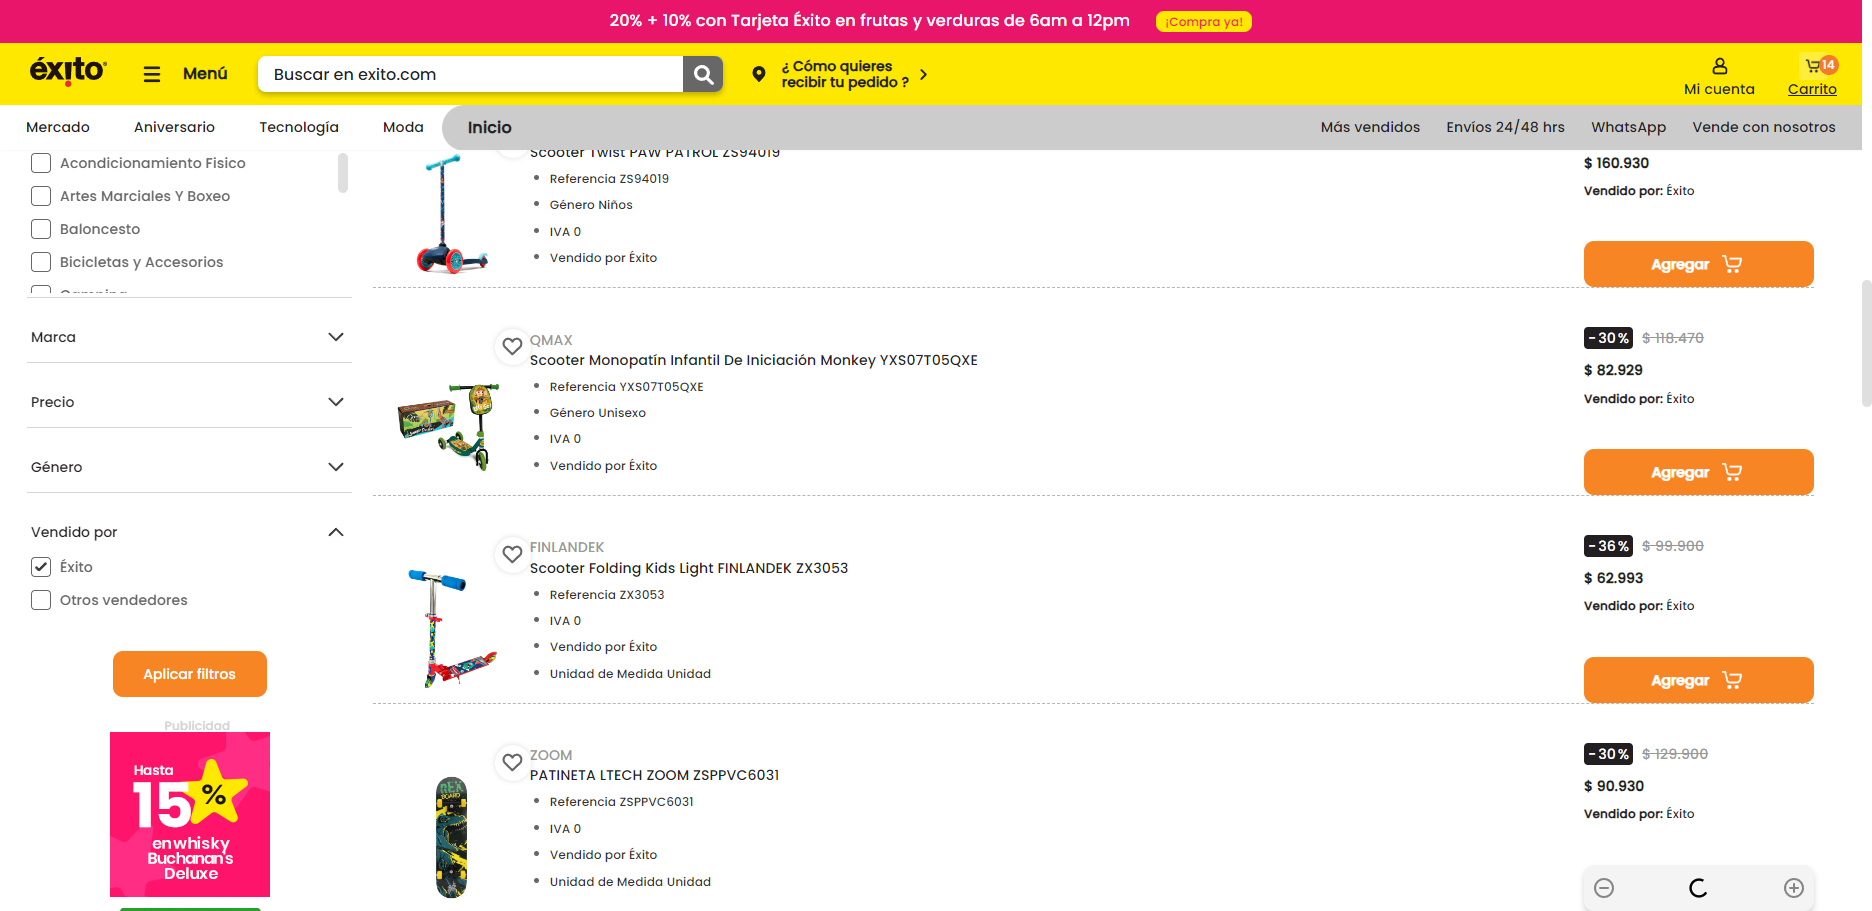 20% + 10% con Tarjeta Éxito en frutas y verduras de 6am a 12pm
¡Compra ya!
éxito
Menú
Buscar en exito.com
¿ Cómo quieres
recibir tu pedido ?
Mi cuenta
14
Carrito
Mercado
Aniversario
Tecnología
Moda
Inicio
Más vendidos
Envíos 24/48 hrs
WhatsApp
Vende con nosotros
Acondicionamiento Fisico
Artes Marciales Y Boxeo
Baloncesto
Bicicletas y Accesorios
Marca
Precio
Género
Vendido por
Éxito
Otros vendedores
Aplicar filtros
Publicidad
Hasta
15%
en whisky
Buchanan's
Deluxe
Scooter Twist PAW PATROL ZS94019
Referencia ZS94019
Género Niños
IVA 0
Vendido por Éxito
$ 160.930
Vendido por: Éxito
Agregar
QMAX
Scooter Monopatín Infantil De Iniciación Monkey YXS07T05QXE
Referencia YXS07T05QXE
Género Unisexo
IVA 0
Vendido por Éxito
-30% $ 118.470
$ 82.929
Vendido por: Éxito
Agregar
FINLANDEK
Scooter Folding Kids Light FINLANDEK ZX3053
Referencia ZX3053
IVA 0
Vendido por Éxito
Unidad de Medida Unidad
-36% $ 99.900
$ 62.993
Vendido por: Éxito
Agregar
ZOOM
PATINETA LTECH ZOOM ZSPPVC6031
Referencia ZSPPVC6031
IVA 0
Vendido por Éxito
Unidad de Medida Unidad
-30% $ 129.900
$ 90.930
Vendido por: Éxito